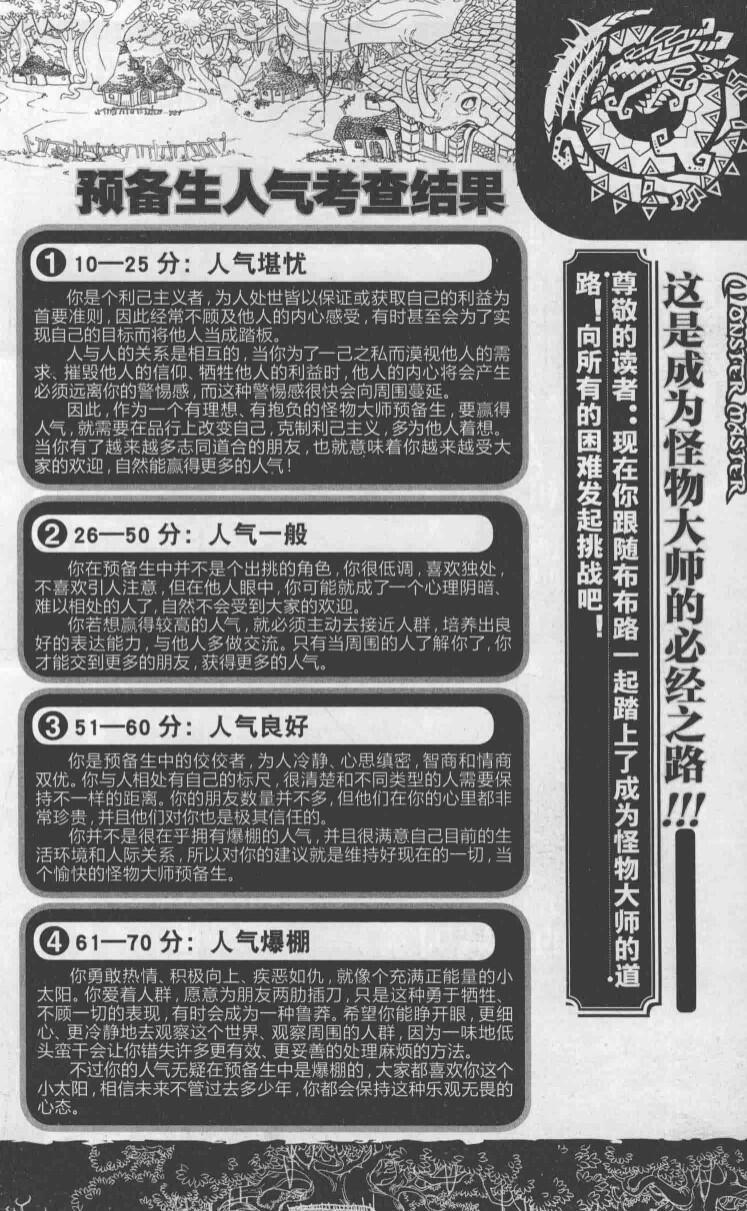 预备生人气考查结果
❶ 10—25 分：人气堪忧
你是个利己主义者，为人处世皆以保证或获取自己的利益为
首要准则，因此经常不顾及他人的内心感受，有时甚至会为了实
现自己的目标而将他人当成踏板。
人与人的关系是相互的，当你为了一己之私而漠视他人的需
求、摧毁他人的信仰、牺牲他人的利益时，他人的内心将会产生
必须远离你的警惕感，而这种警惕感很快会向周围蔓延。
因此，作为一个有理想、有抱负的怪物大师预备生，要赢得
人气，就需要在品行上改变自己，克制利己主义，多为他人着想。
当你有了越来越多志同道合的朋友，也就意味着你越来越受大
家的欢迎，自然能赢得更多的人气！
❷ 26—50 分：人气一般
你在预备生中并不是个出挑的角色，你很低调，喜欢独处，
不喜欢引人注意，但在他人眼中，你可能就成了一个心理阴暗、
难以相处的人了，自然不会受到大家的欢迎。
你若想赢得较高的人气，就必须主动去接近人群，培养出良
好的表达能力，与他人多做交流。只有当周围的人了解你了，你
才能交到更多的朋友，获得更多的人气。
❸ 51—60 分：人气良好
你是预备生中的佼佼者，为人冷静、心思缜密，智商和情商
双优。你与人相处有自己的标尺，很清楚和不同类型的人需要保
持不一样的距离。你的朋友数量并不多，但他们在你的心里都非
常珍贵，并且他们对你也是极其信任的。
你并不是很在乎拥有爆棚的人气，并且很满意自己目前的生
活环境和人际关系，所以对你的建议就是维持好现在的一切，当
个愉快的怪物大师预备生。
❹ 61—70 分：人气爆棚
你勇敢热情、积极向上、疾恶如仇，就像个充满正能量的小
太阳。你爱着人群，愿意为朋友两肋插刀，只是这种勇于牺牲、
不顾一切的表现，有时会成为一种鲁莽。希望你能睁开眼，更细
心、更冷静地去观察这个世界、观察周围的人群，因为一味地低
头蛮干会让你错失许多更有效、更妥善的处理麻烦的方法。
不过你的人气无疑在预备生中是爆棚的，大家都喜欢你这个
小太阳，相信未来不管过去多少年，你都会保持这种乐观无畏的
心态。
MONSTER MASTER
这是成为怪物大师的必经之路!!!
尊敬的读者：现在你跟随布布路一起踏上了成为怪物大师的道
路！向所有的困难发起挑战吧！